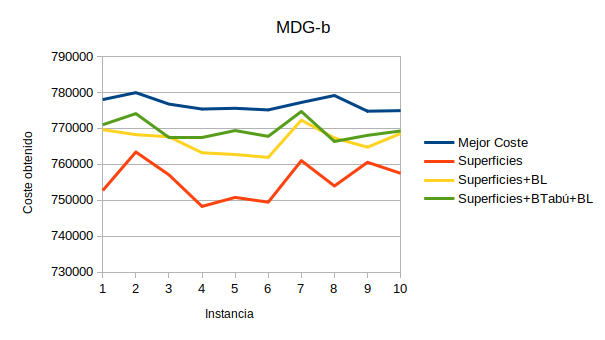 MDG-b
790000
780000
770000
760000
750000
740000
730000
Coste obtenido
1 2 3 4 5 6 7 8 9 10
Instancia
Mejor Coste
Superficies
Superficies+BL
Superficies+BTabú+BL